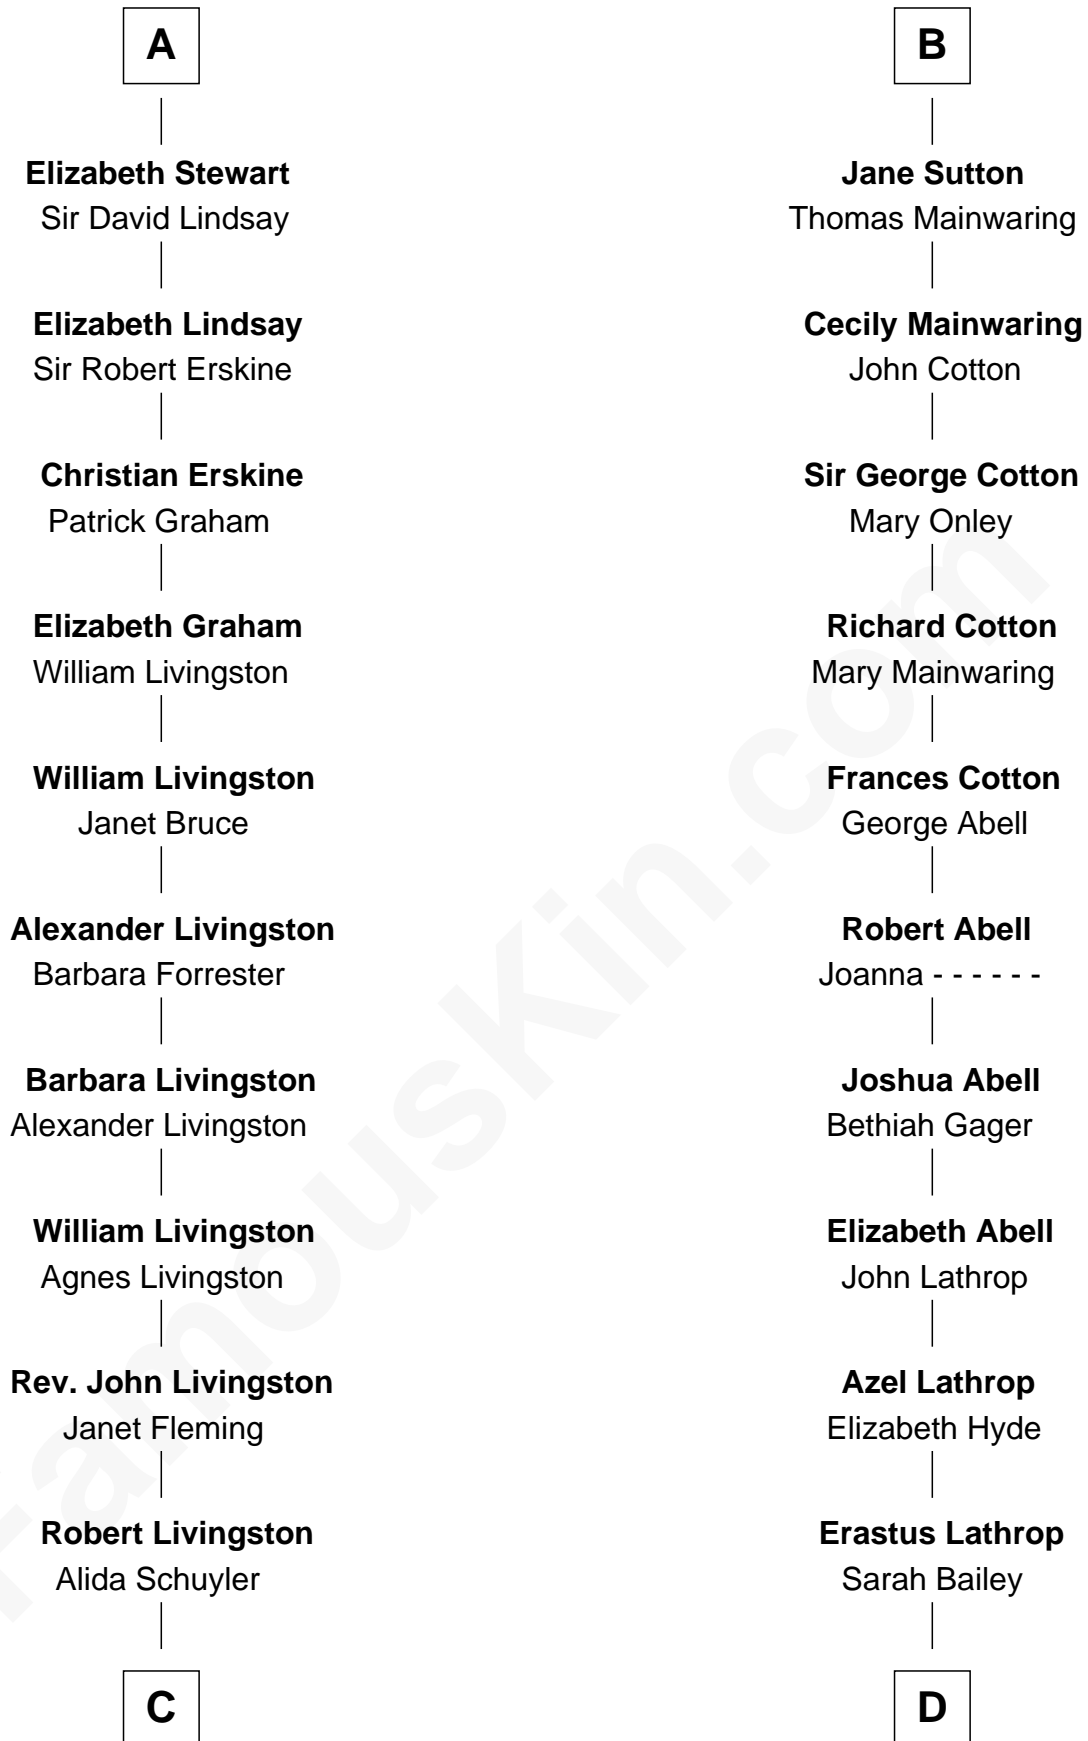 A
Elizabeth Stewart
Sir David Lindsay
Elizabeth Lindsay
Sir Robert Erskine
Christian Erskine
Patrick Graham
Elizabeth Graham
William Livingston
William Livingston
Janet Bruce
Alexander Livingston
Barbara Forrester
Barbara Livingston
Alexander Livingston
William Livingston
Agnes Livingston
Rev. John Livingston
Janet Fleming
Robert Livingston
Alida Schuyler
C
B
Jane Sutton
Thomas Mainwaring
Cecily Mainwaring
John Cotton
Sir George Cotton
Mary Onley
Richard Cotton
Mary Mainwaring
Frances Cotton
George Abell
Robert Abell
Joanna - - - - - -
Joshua Abell
Bethiah Gager
Elizabeth Abell
John Lathrop
Azel Lathrop
Elizabeth Hyde
Erastus Lathrop
Sarah Bailey
D
FamousKin.com